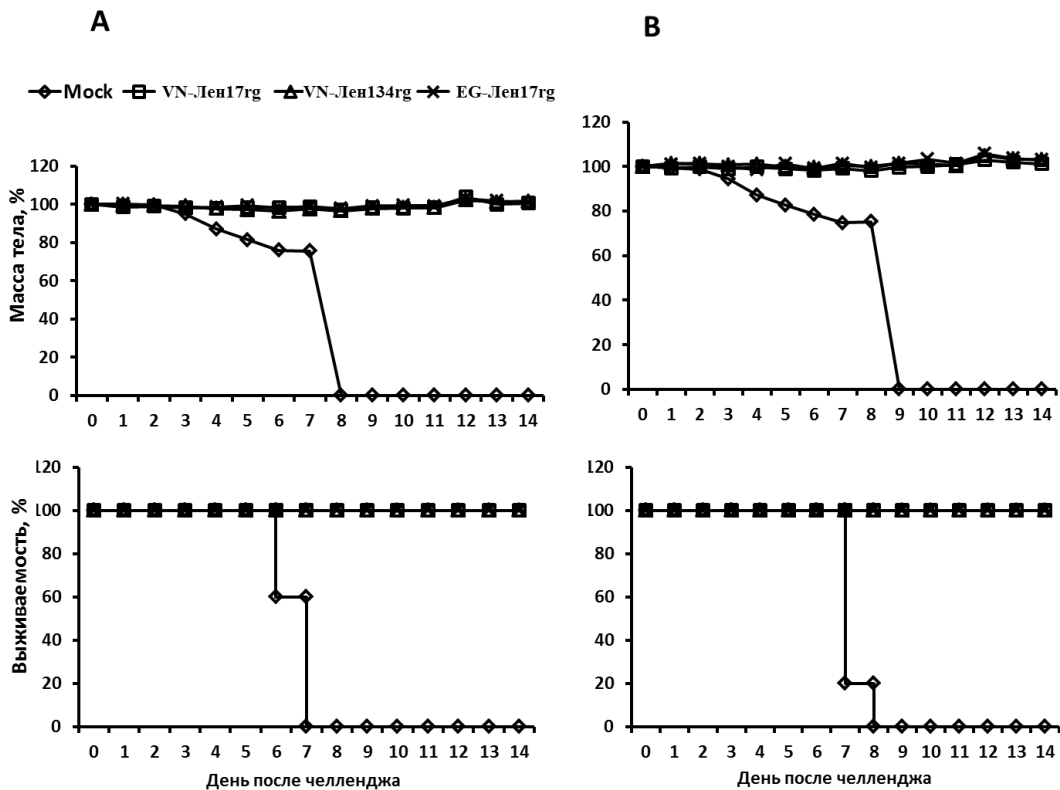 A
B
Mock VN-Лен17rg VN-Лен134rg EG-Лен17rg
Масса тела, %
120
100
80
60
40
20
0
0 1 2 3 4 5 6 7 8 9 10 11 12 13 14
120
100
80
60
40
20
0
0 1 2 3 4 5 6 7 8 9 10 11 12 13 14
Выживаемость, %
120
100
80
60
40
20
0
0 1 2 3 4 5 6 7 8 9 10 11 12 13 14
День после челленджа
120
100
80
60
40
20
0
0 1 2 3 4 5 6 7 8 9 10 11 12 13 14
День после челленджа